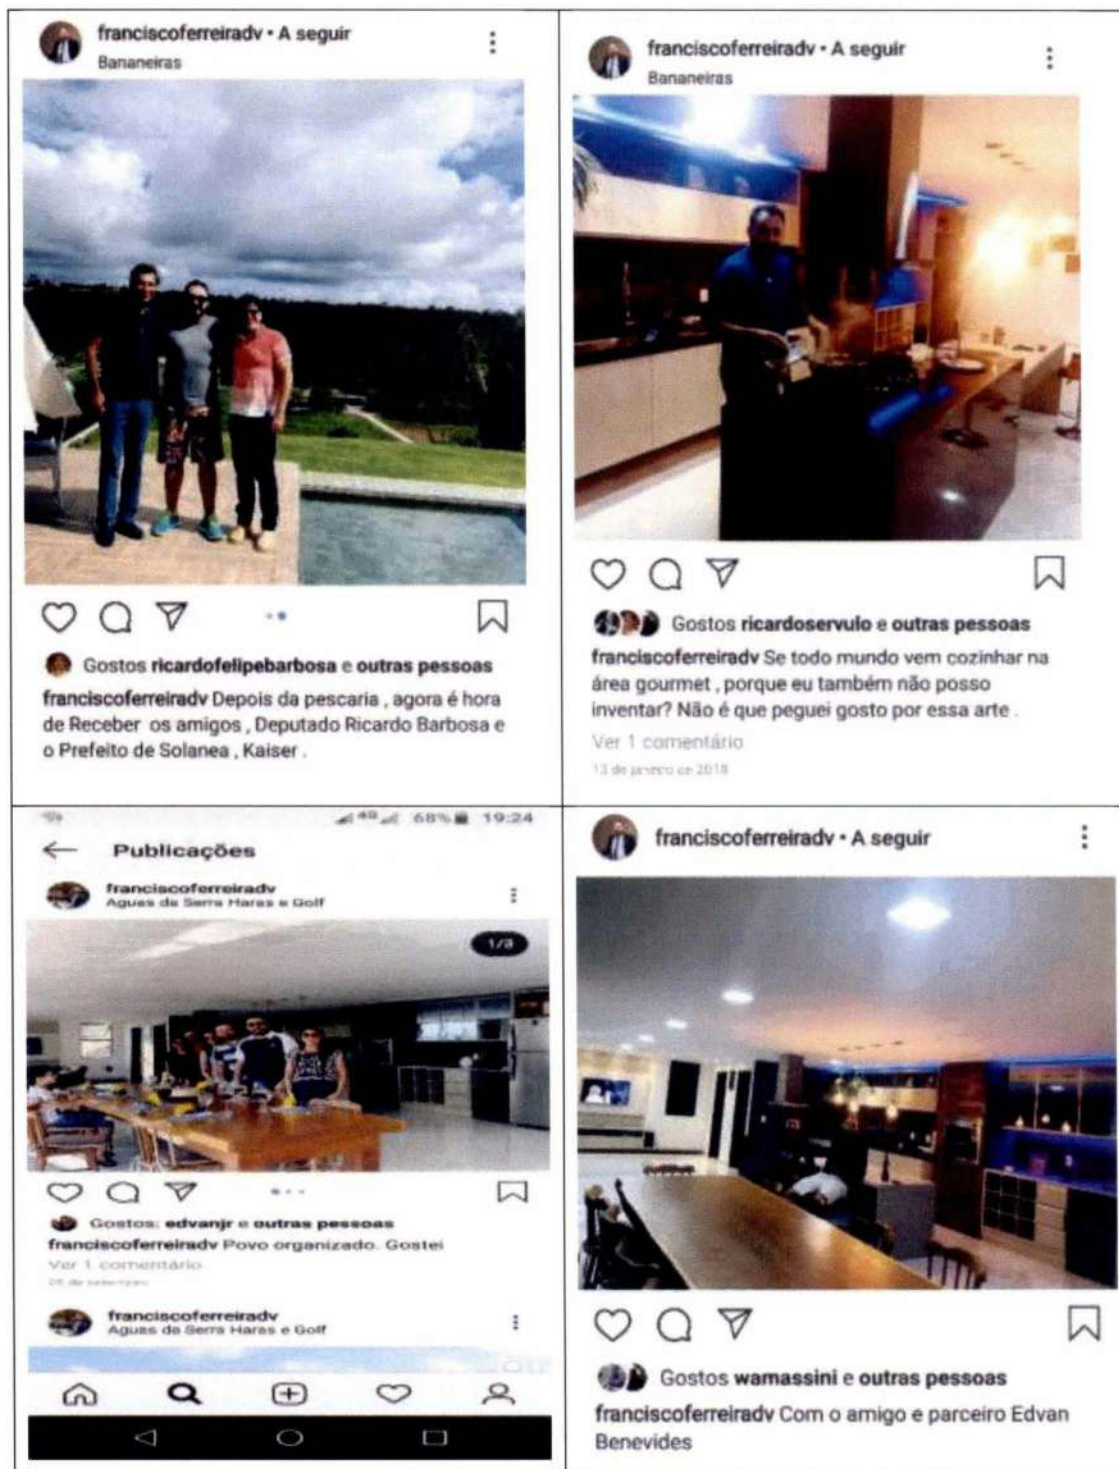 franciscoferreiradv • A seguir
Bananeiras
Gostos ricardofelipebarbosa e outras pessoas
franciscoferreiradv Depois da pescaria , agora é hora
de Receber os amigos , Deputado Ricardo Barbosa e
o Prefeito de Solanea , Kaiser .
franciscoferreiradv • A seguir
Bananeiras
Gostos ricardoservulo e outras pessoas
franciscoferreiradv Se todo mundo vem cozinhar na
área gourmet , porque eu também não posso
inventar? Não é que peguei gosto por essa arte .
Ver 1 comentário
13 de janeiro de 2018
4G 68% 19:24
Publicações
franciscoferreiradv
Aguas da Serra Haras e Golf
1/3
Gostos: edvanjr e outras pessoas
franciscoferreiradv Povo organizado. Gostei
Ver 1 comentário
de setembro
franciscoferreiradv
Aguas da Serra Haras e Golf
franciscoferreiradv • A seguir
Gostos wamassini e outras pessoas
franciscoferreiradv Com o amigo e parceiro Edvan
Benevides